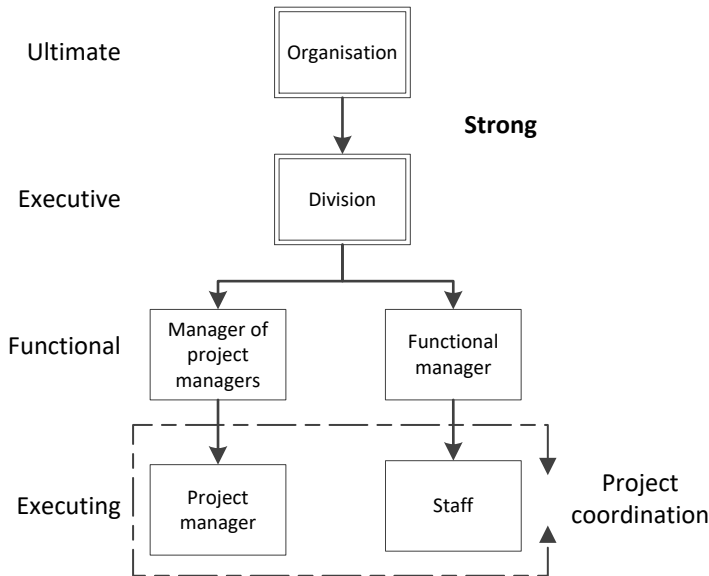 Ultimate
Organisation
Strong
Executive
Division
Functional
Manager of
project
managers
Functional
manager
Executing
Project
manager
Staff
Project
coordination